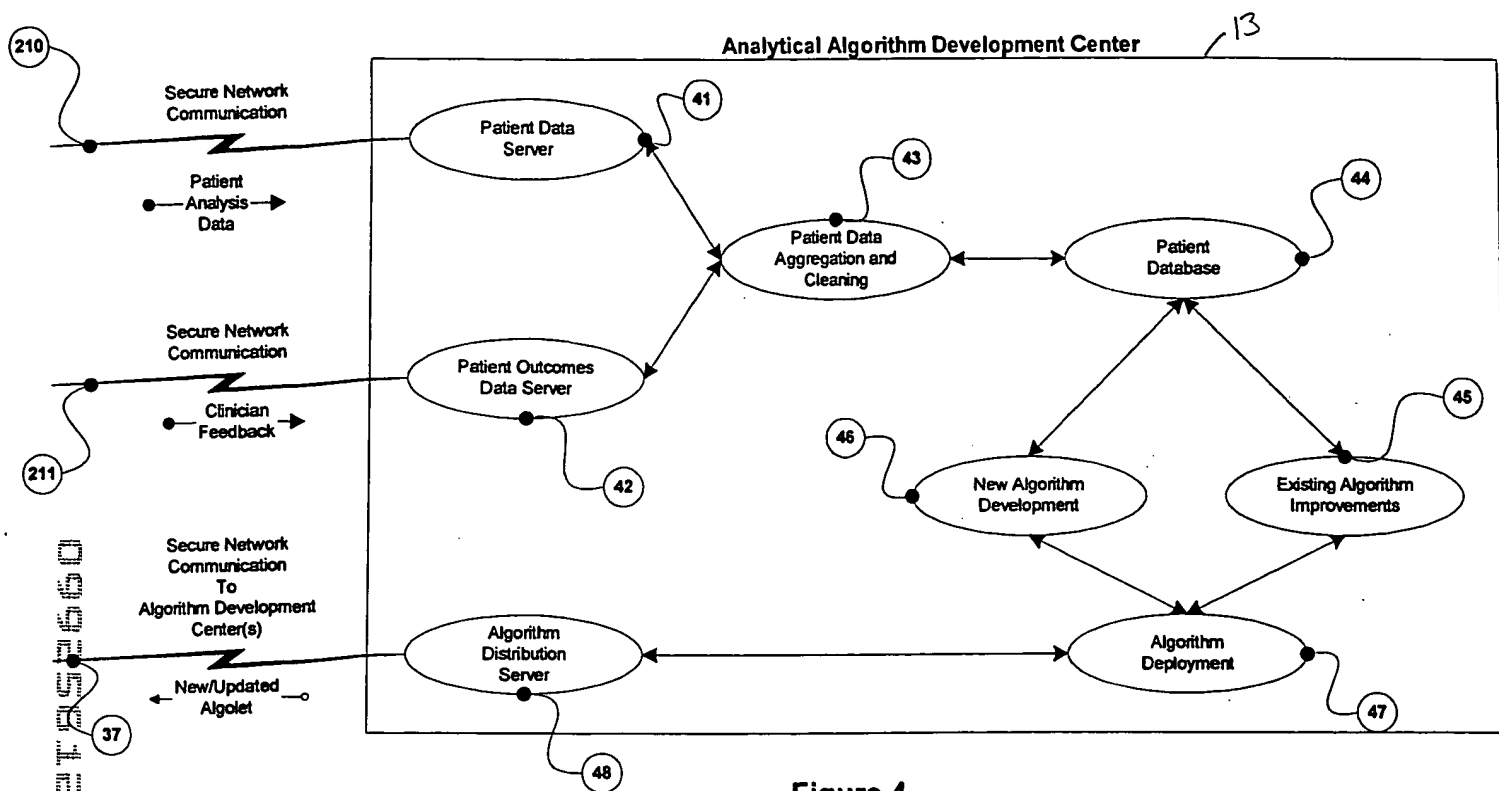 Analytical Algorithm Development Center
13
210
Secure Network
Communication
Patient
Analysis
Data
Patient Data
Server
41
43
44
Patient Data
Aggregation and
Cleaning
Patient
Database
Secure Network
Communication
Clinician
Feedback
211
Patient Outcomes
Data Server
42
46
45
New Algorithm
Development
Existing Algorithm
Improvements
Secure Network
Communication
To
Algorithm Development
Center(s)
New/Updated
Algolet
37
Algorithm
Distribution
Server
48
Algorithm
Deployment
47